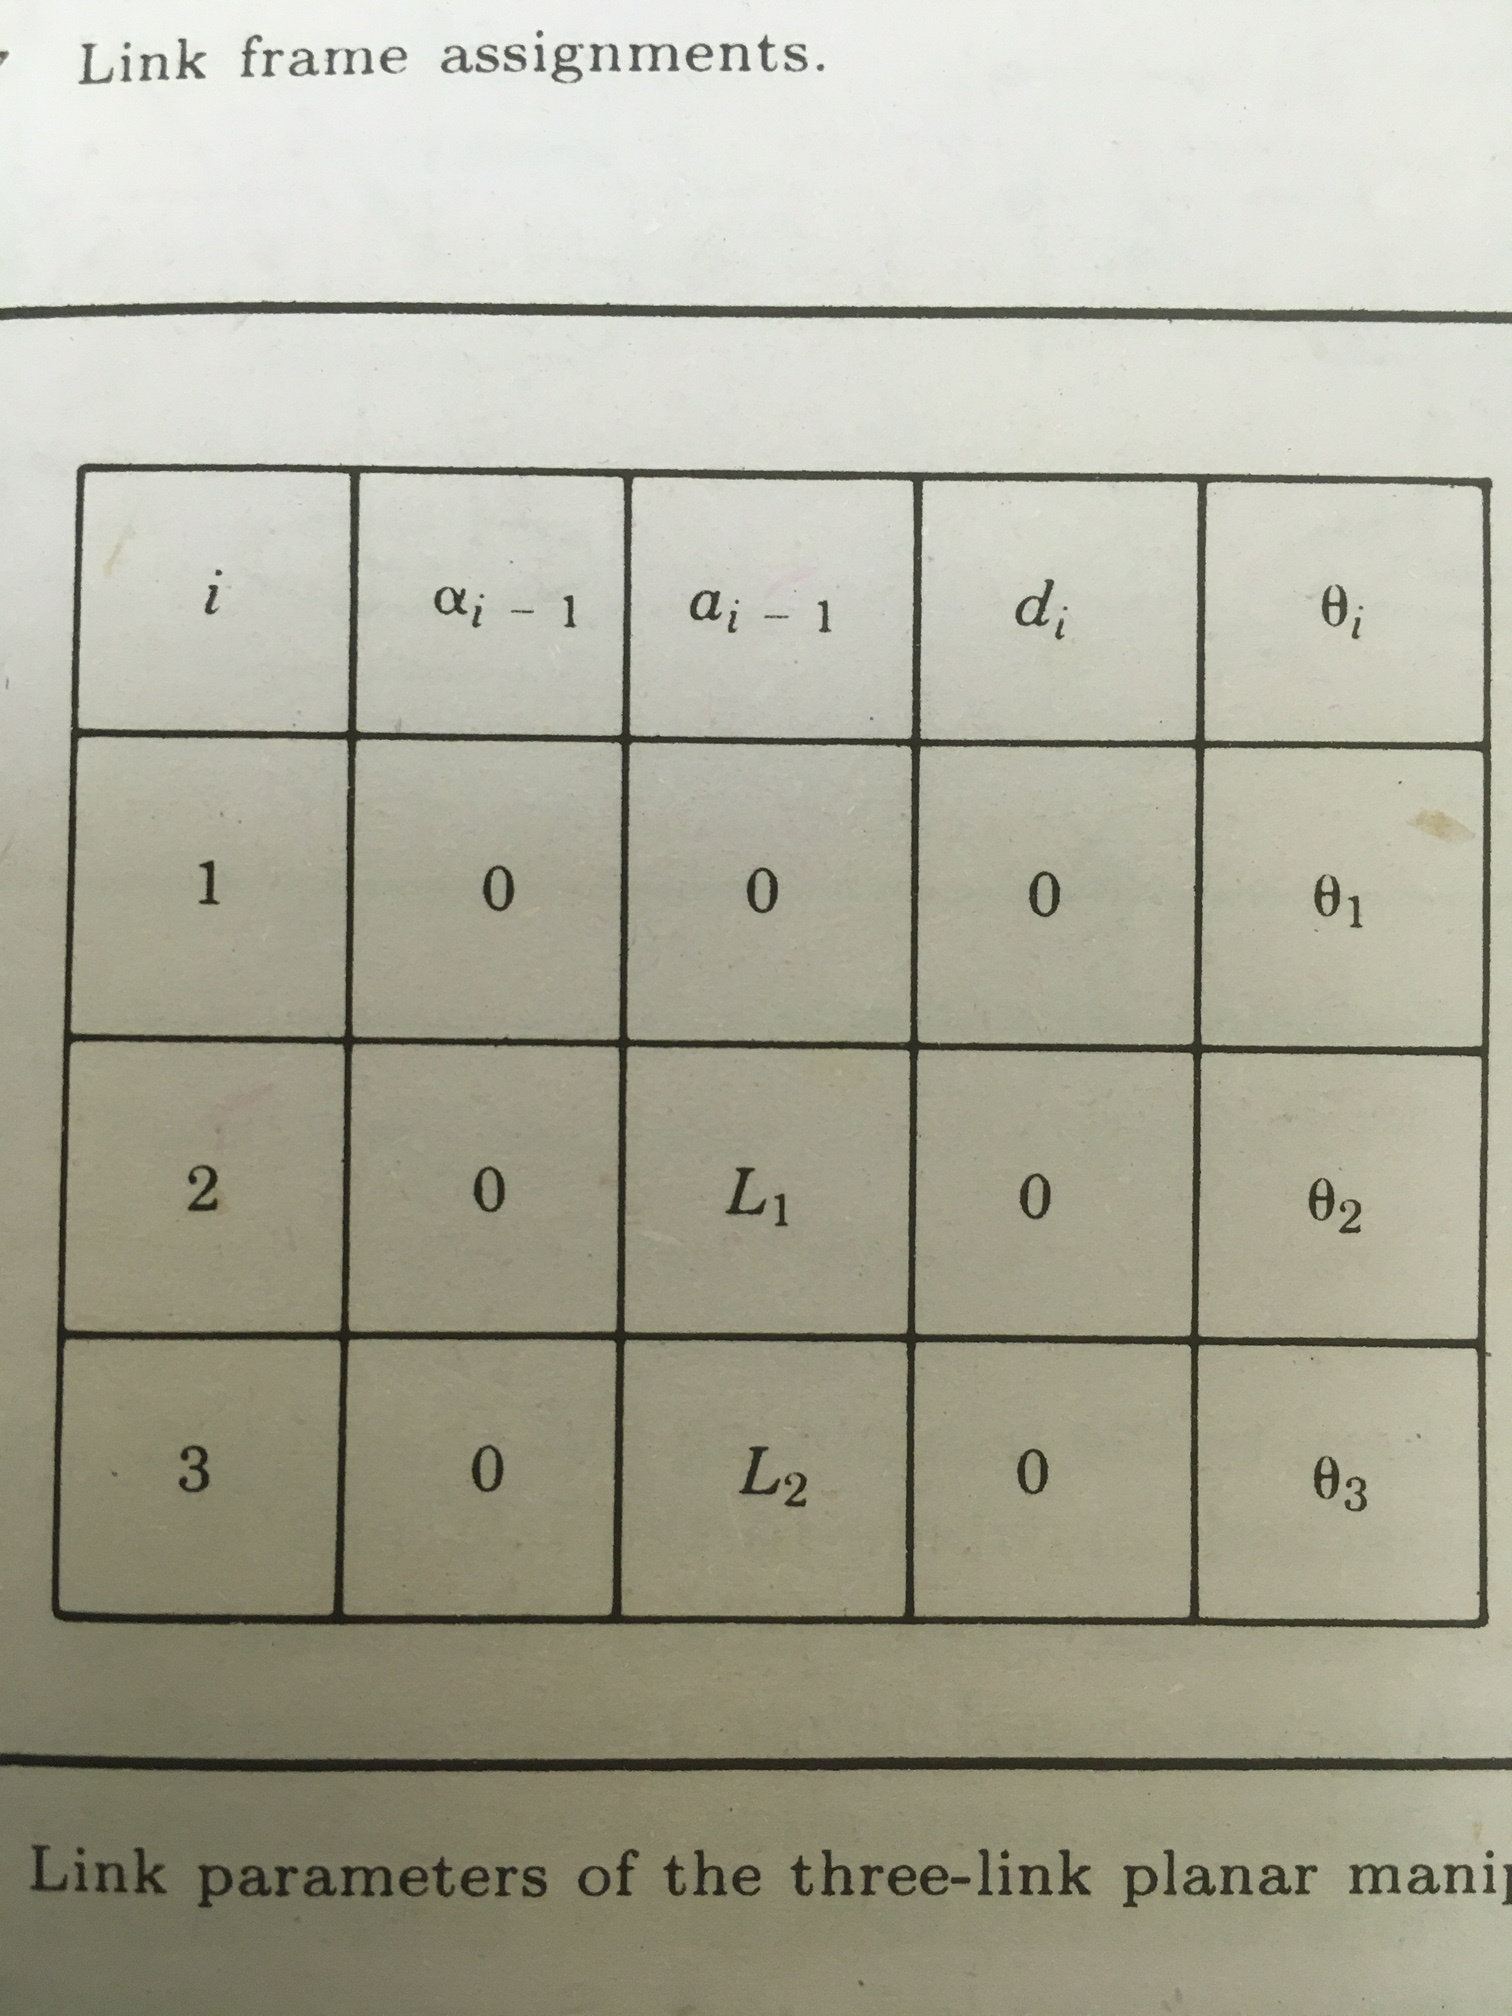 Link frame assignments.
i αi − 1 ai − 1 di θi
1 0 0 0 θ1
2 0 L1 0 θ2
3 0 L2 0 θ3
Link parameters of the three-link planar